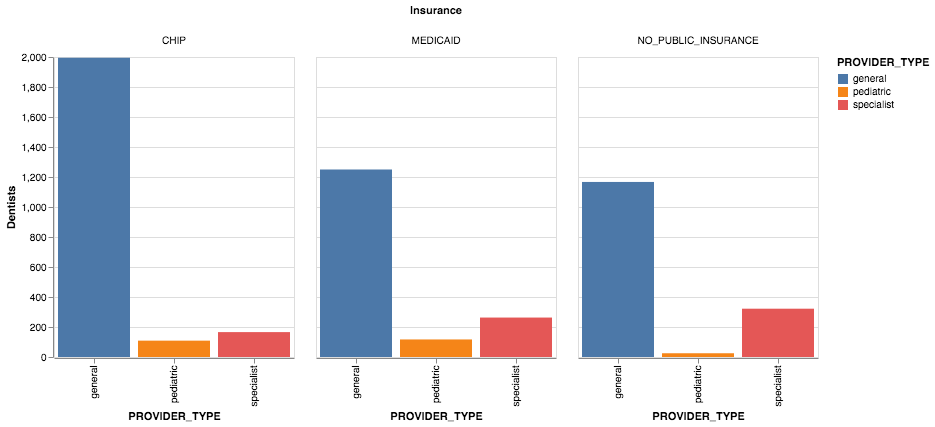 Insurance
CHIP
MEDICAID
NO_PUBLIC_INSURANCE
PROVIDER_TYPE
general
pediatric
specialist
Dentists
2,000
1,800
1,600
1,400
1,200
1,000
800
600
400
200
0
general
pediatric
specialist
general
pediatric
specialist
general
pediatric
specialist
PROVIDER_TYPE
PROVIDER_TYPE
PROVIDER_TYPE